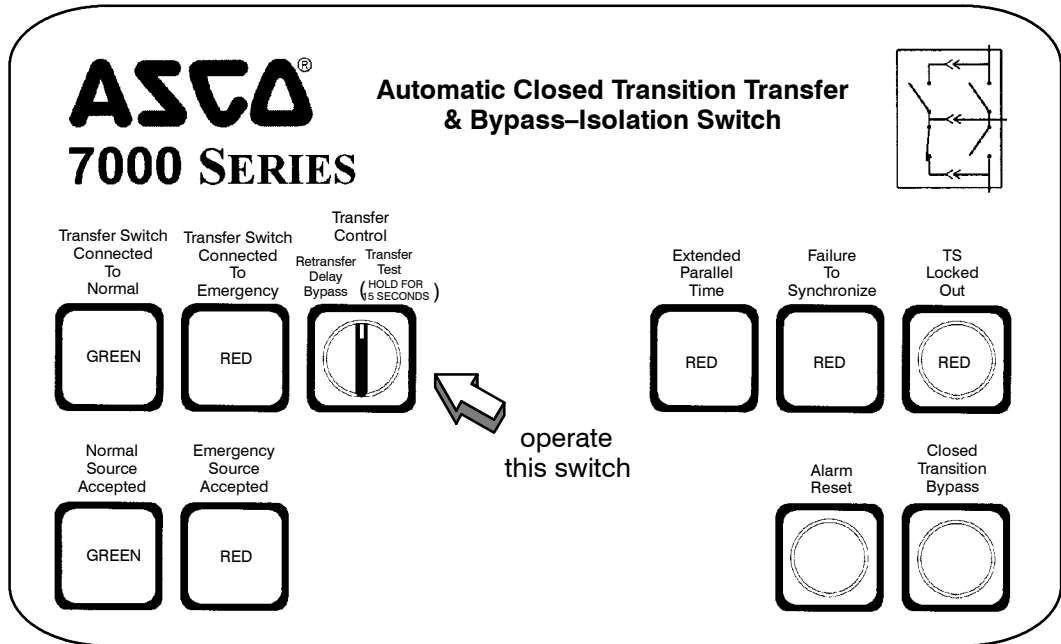 ASCO®
7000 SERIES
Automatic Closed Transition Transfer
& Bypass–Isolation Switch
Transfer Switch
Connected
To
Normal
GREEN
Transfer Switch
Connected
To
Emergency
RED
Transfer
Control
Retransfer
Delay
Bypass
Transfer
Test
(HOLD FOR
15 SECONDS)
Extended
Parallel
Time
RED
Failure
To
Synchronize
RED
TS
Locked
Out
RED
operate
this switch
Normal
Source
Accepted
GREEN
Emergency
Source
Accepted
RED
Alarm
Reset
Closed
Transition
Bypass